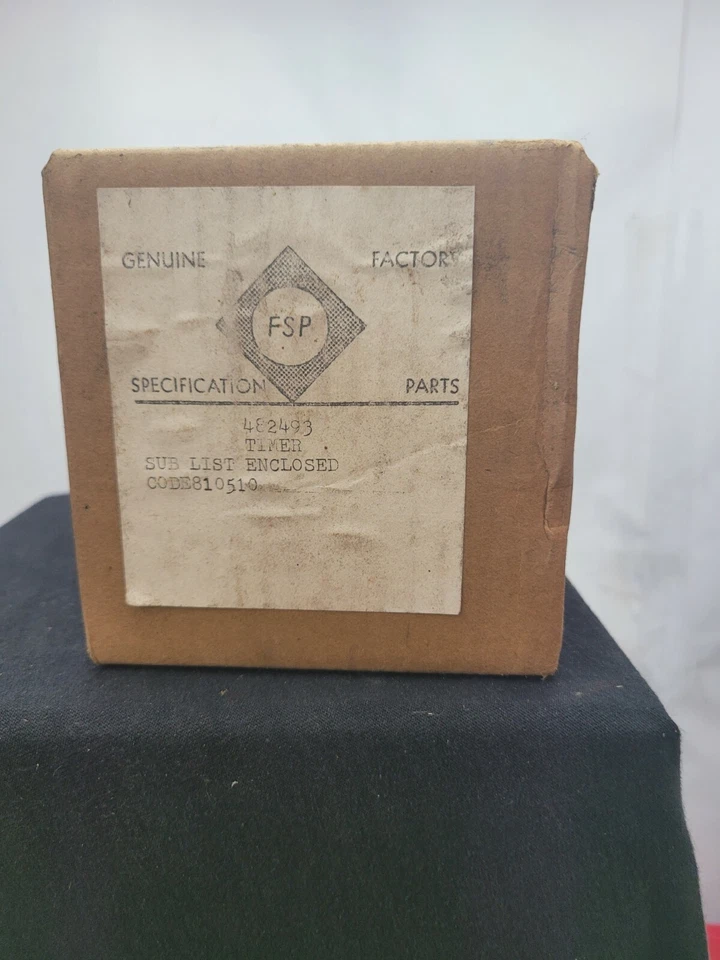 GENUINE FACTORY
FSP
SPECIFICATION PARTS
482493
TIMER
SUB LIST ENCLOSED
CODE810510